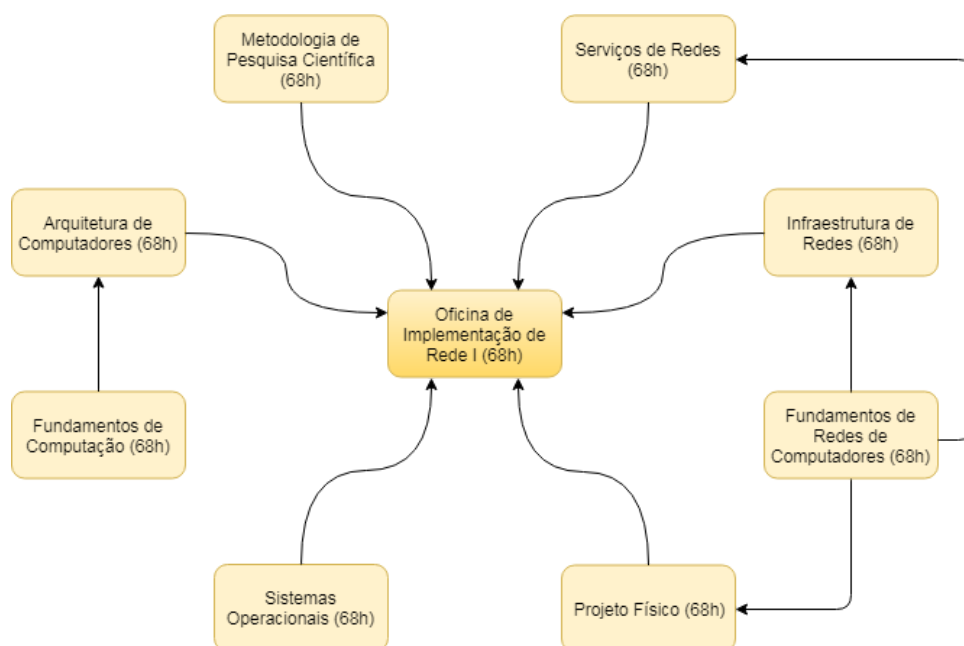 Metodologia de
Pesquisa Científica
(68h)
Serviços de Redes
(68h)
Arquitetura de
Computadores (68h)
Infraestrutura de
Redes (68h)
Oficina de
Implementação de
Rede I (68h)
Fundamentos de
Computação (68h)
Fundamentos de
Redes de
Computadores (68h)
Sistemas
Operacionais (68h)
Projeto Físico (68h)